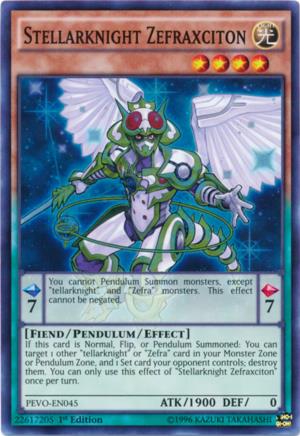 STELLARKNIGHT ZEFRAXCITON
光
You cannot Pendulum Summon monsters, except
"tellarknight" and "Zefra" monsters. This effect
cannot be negated.
7
7
[FIEND/PENDULUM/EFFECT]
If this card is Normal, Flip, or Pendulum Summoned: You can
target 1 other "tellarknight" or "Zefra" card in your Monster Zone
or Pendulum Zone, and 1 Set card your opponent controls; destroy
them. You can only use this effect of "Stellarknight Zefraxciton"
once per turn.
PEVO-EN045
ATK/1900 DEF/ 0
22617205 1st Edition
©1996 KAZUKI TAKAHASHI